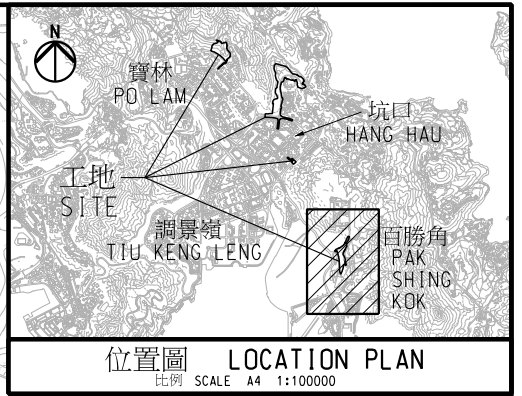 N
寶林
PO LAM
坑口
HANG HAU
工地
SITE
調景嶺
TIU KENG LENG
百勝角
PAK
SHING
KOK
位置圖 LOCATION PLAN
比例 SCALE A4 1:100000